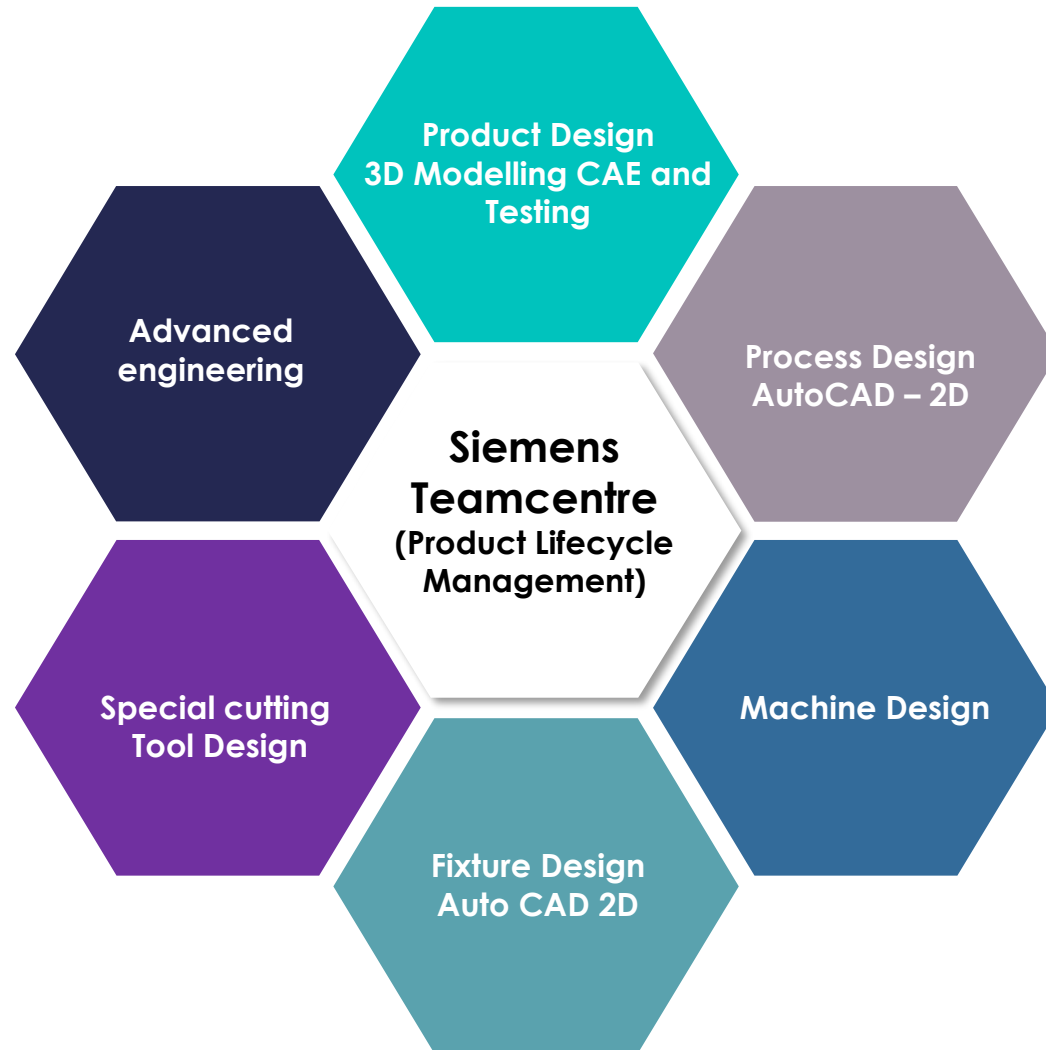 Product Design
3D Modelling CAE and
Testing
Advanced
engineering
Process Design
AutoCAD – 2D
Siemens
Teamcentre
(Product Lifecycle
Management)
Special cutting
Tool Design
Machine Design
Fixture Design
Auto CAD 2D